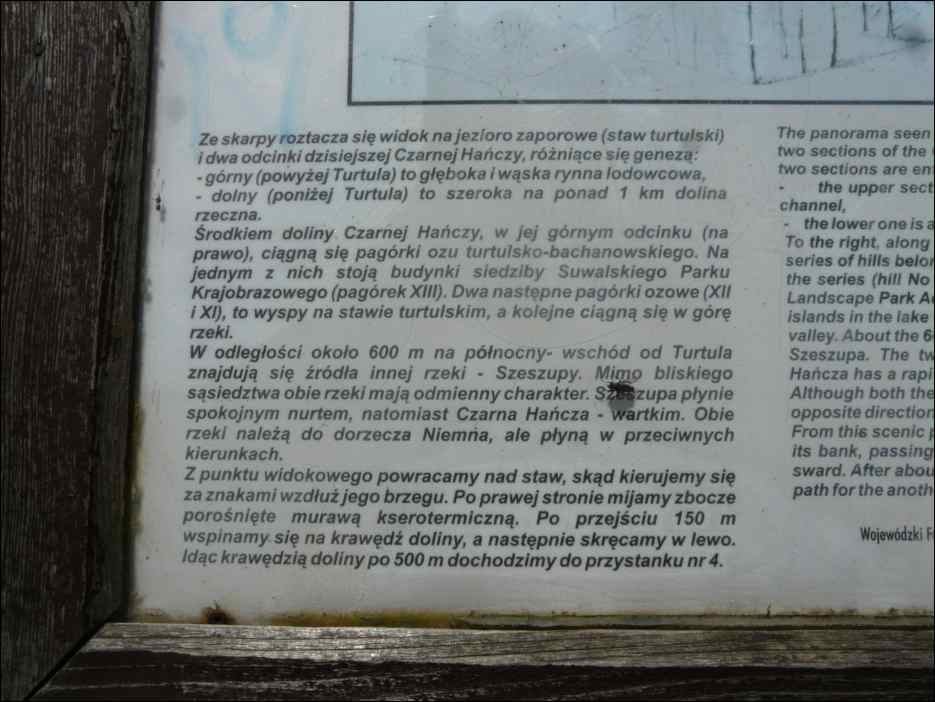 Ze skarpy roztacza się widok na jezioro zaporowe (staw turtulski)
i dwa odcinki dzisiejszej Czarnej Hańczy, różniące się genezą:
- górny (powyżej Turtula) to głęboka i wąska rynna lodowcowa,
- dolny (poniżej Turtula) to szeroka na ponad 1 km dolina
rzeczna.
Środkiem doliny Czarnej Hańczy, w jej górnym odcinku (na
prawo), ciągną się pagórki ozu turtulsko-bachanowskiego. Na
jednym z nich stoją budynki siedziby Suwalskiego Parku
Krajobrazowego (pagórek XIII). Dwa następne pagórki ozowe (XII
i XI), to wyspy na stawie turtulskim, a kolejne ciągną się w górę
rzeki.
W odległości około 600 m na północny- wschód od Turtula
znajdują się źródła innej rzeki - Szeszupy. Mimo bliskiego
sąsiedztwa obie rzeki mają odmienny charakter. Szeszupa płynie
spokojnym nurtem, natomiast Czarna Hańcza - wartkim. Obie
rzeki należą do dorzecza Niemna, ale płyną w przeciwnych
kierunkach.
Z punktu widokowego powracamy nad staw, skąd kierujemy się
za znakami wzdłuż jego brzegu. Po prawej stronie mijamy zbocze
porośnięte murawą kserotermiczną. Po przejściu 150 m
wspinamy się na krawędź doliny, a następnie skręcamy w lewo.
Idąc krawędzią doliny po 500 m dochodzimy do przystanku nr 4.
The panorama seen
two sections of the
two sections are
- the upper
channel,
- the lower one is a
To the right, along
series of hills
the series (hill No
Landscape Park
islands in the lake
valley. About the
Szeszupa. The
Hańcza has a
Although both the
opposite direction
From this scenic
its bank, passing
sward. After
path for the
Wojewódzki